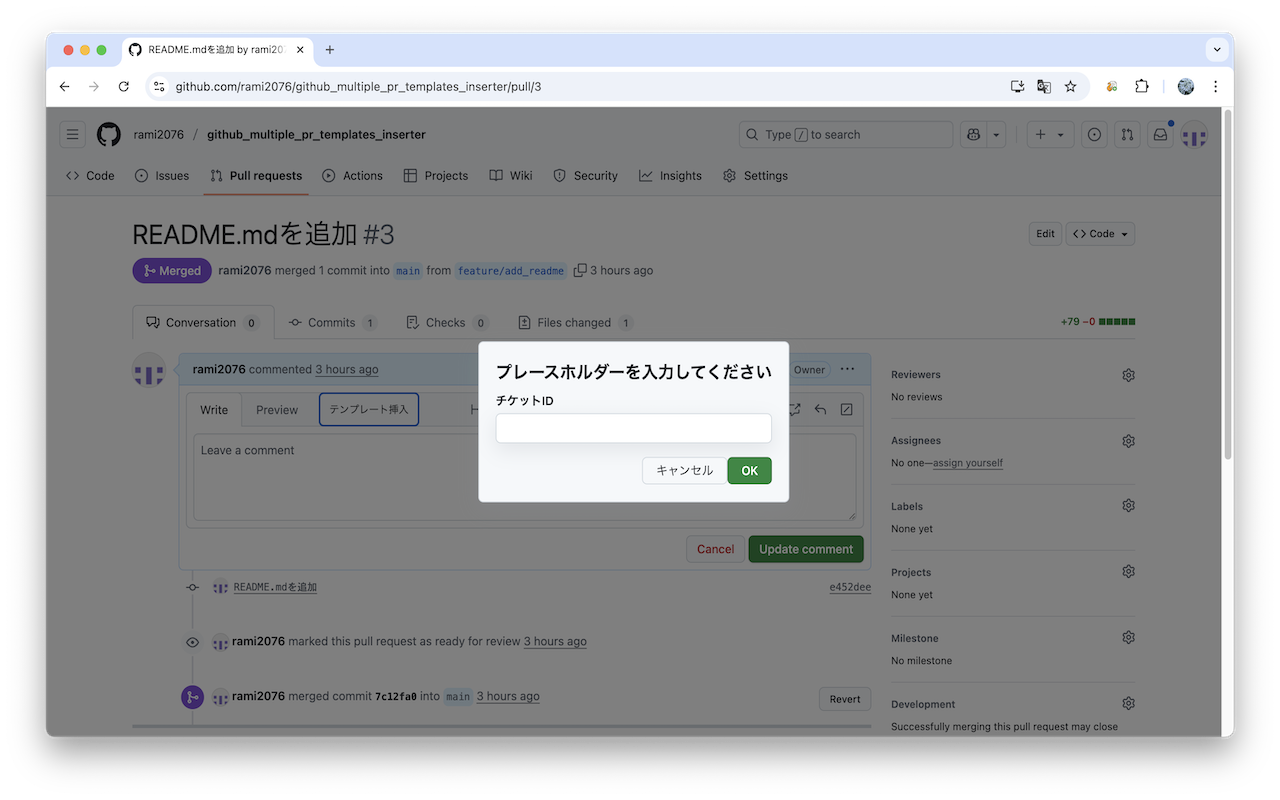 README.mdを追加 by rami20
github.com/rami2076/github_multiple_pr_templates_inserter/pull/3
rami2076 / github_multiple_pr_templates_inserter
Type / to search
Code Issues Pull requests Actions Projects Wiki Security Insights Settings
README.mdを追加 #3
Edit
Code
Merged
rami2076 merged 1 commit into main from feature/add_readme 3 hours ago
Conversation 0 Commits 1 Checks 0 Files changed 1
+79 −0
rami2076 commented 3 hours ago
Owner
Write Preview テンプレート挿入
Leave a comment
プレースホルダーを入力してください
チケットID
キャンセル OK
Cancel Update comment
README.mdを追加 e452dee
rami2076 marked this pull request as ready for review 3 hours ago
rami2076 merged commit 7c12fa0 into main 3 hours ago
Revert
Reviewers
No reviews
Assignees
No one—assign yourself
Labels
None yet
Projects
None yet
Milestone
No milestone
Development
Successfully merging this pull request may close